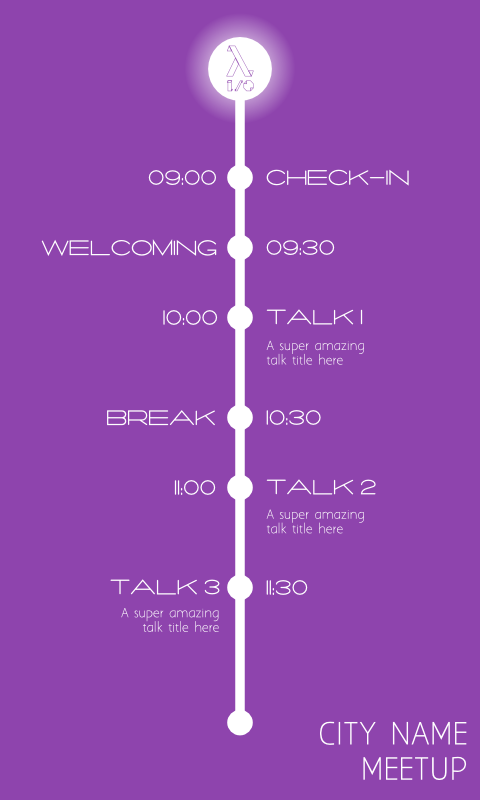 λ
I/O
09:00 CHECK-IN
WELCOMING 09:30
10:00 TALK 1
A super amazing
talk title here
BREAK 10:30
11:00 TALK 2
A super amazing
talk title here
TALK 3 11:30
A super amazing
talk title here
CITY NAME
MEETUP